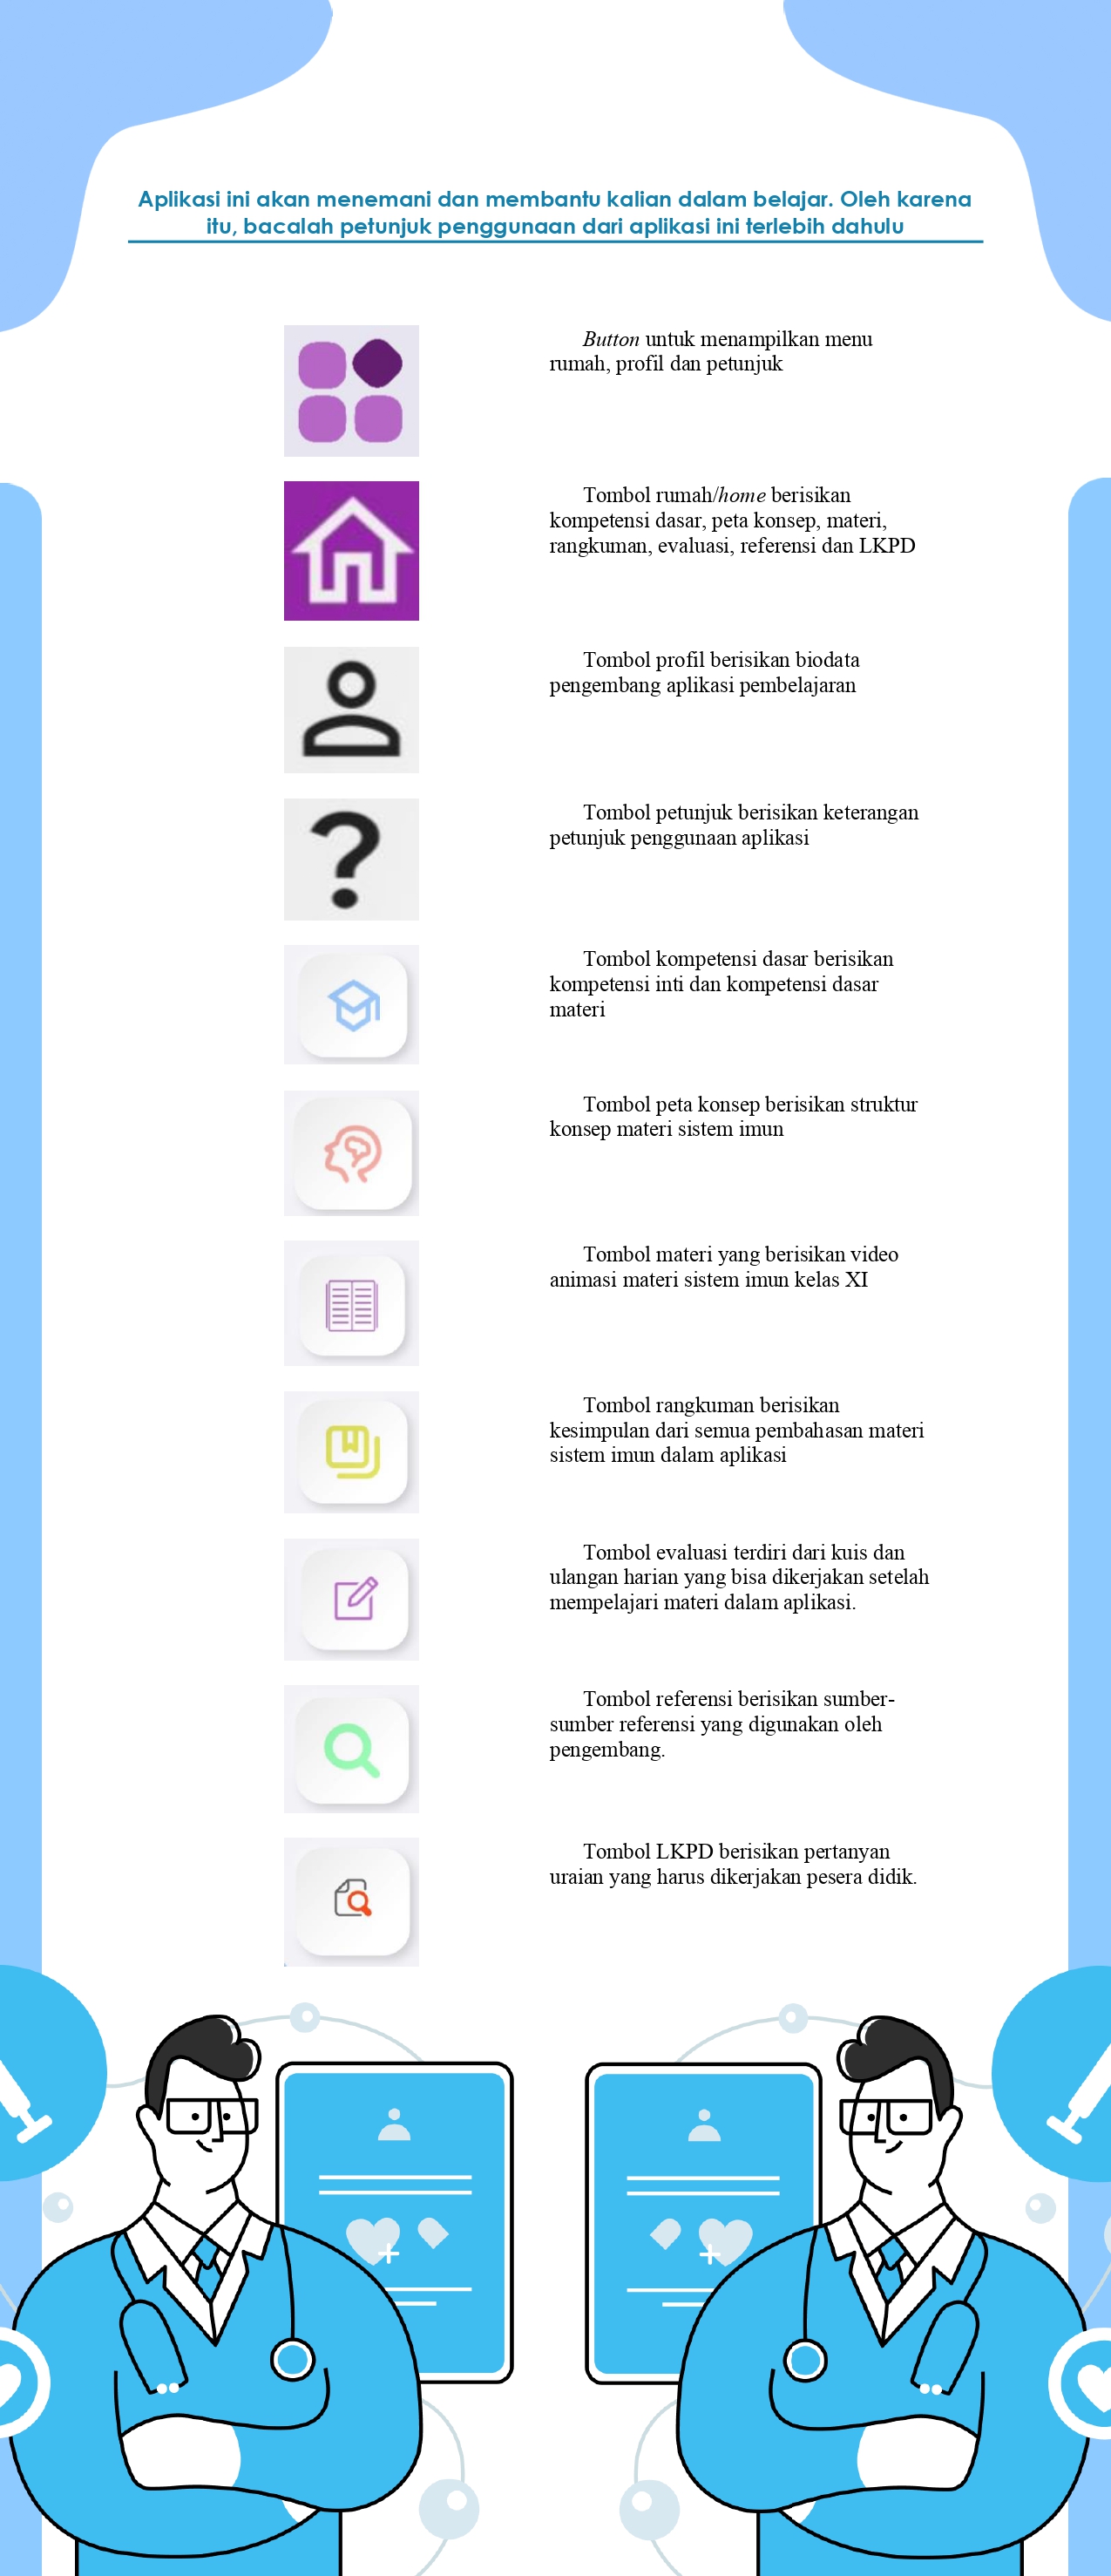 Aplikasi ini akan menemani dan membantu kalian dalam belajar. Oleh karena
itu, bacalah petunjuk penggunaan dari aplikasi ini terlebih dahulu
Button untuk menampilkan menu
rumah, profil dan petunjuk
Tombol rumah/home berisikan
kompetensi dasar, peta konsep, materi,
rangkuman, evaluasi, referensi dan LKPD
Tombol profil berisikan biodata
pengembang aplikasi pembelajaran
Tombol petunjuk berisikan keterangan
petunjuk penggunaan aplikasi
Tombol kompetensi dasar berisikan
kompetensi inti dan kompetensi dasar
materi
Tombol peta konsep berisikan struktur
konsep materi sistem imun
Tombol materi yang berisikan video
animasi materi sistem imun kelas XI
Tombol rangkuman berisikan
kesimpulan dari semua pembahasan materi
sistem imun dalam aplikasi
Tombol evaluasi terdiri dari kuis dan
ulangan harian yang bisa dikerjakan setelah
mempelajari materi dalam aplikasi.
Tombol referensi berisikan sumber-
sumber referensi yang digunakan oleh
pengembang.
Tombol LKPD berisikan pertanyan
uraian yang harus dikerjakan pesera didik.